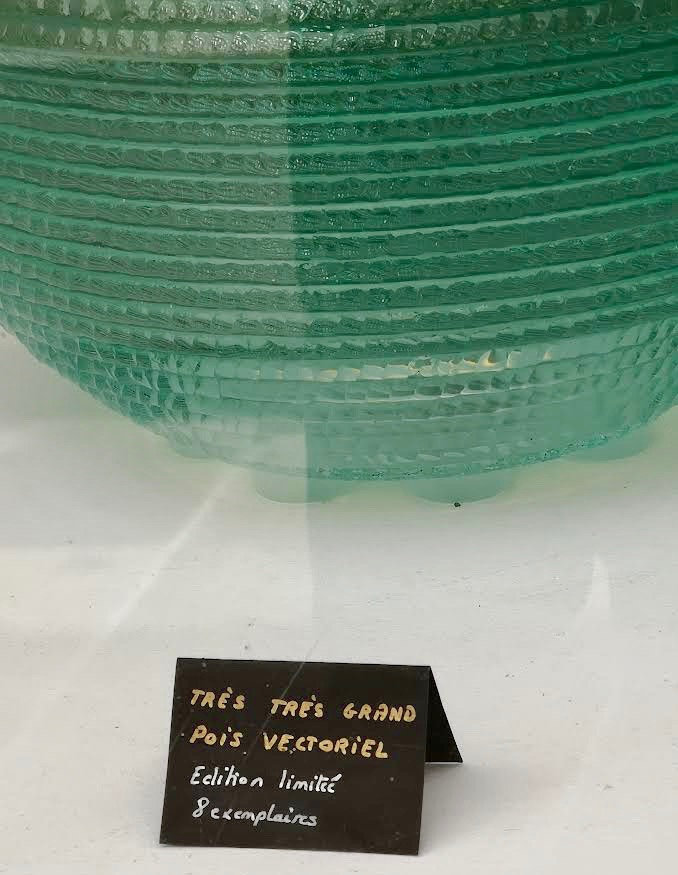 TRÈS TRÈS GRAND
POIS VECTORIEL
Edition limitée
8 exemplaires